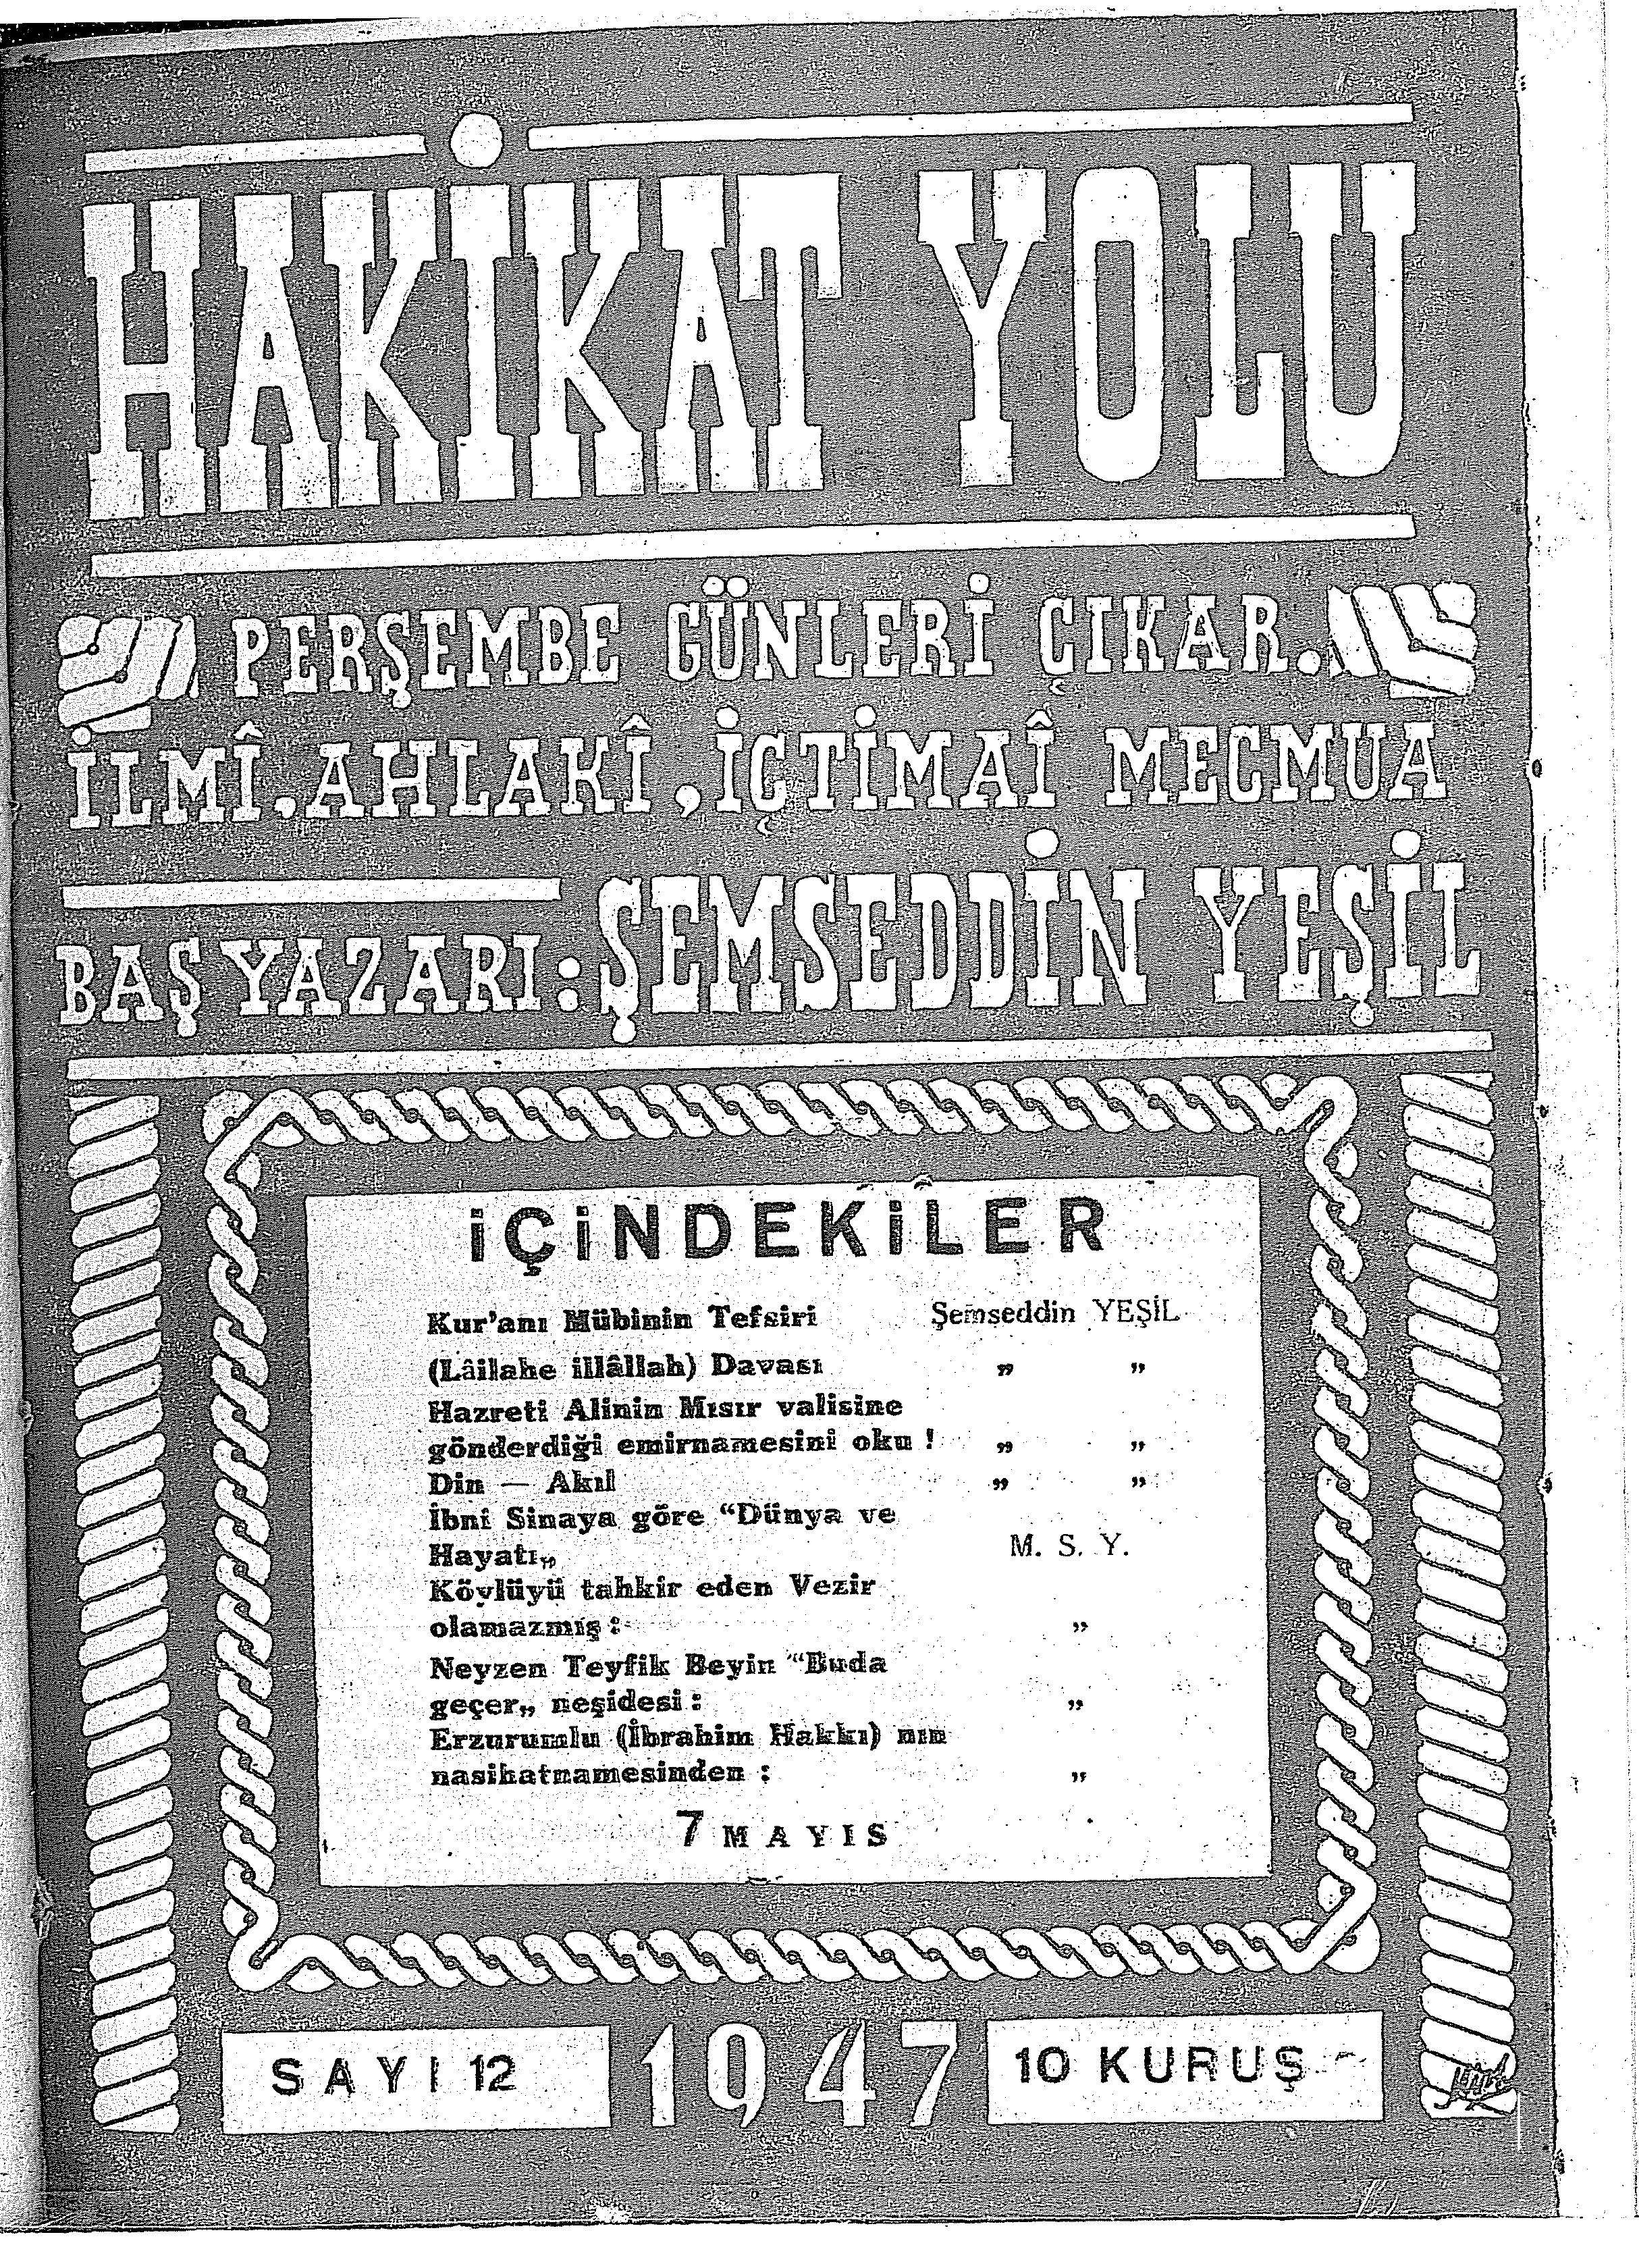 HAKİKAT YOLU
PERŞEMBE GÜNLERİ ÇIKAR.
İLMÎ, AHLAKÎ, İÇTİMAÎ MECMUA
BAŞ YAZARI: ŞEMSEDDİN YEŞİL
İÇİNDEKİLER
Kur'anı Mübinin Tefsiri Şemseddin YEŞİL
(Lâilahe illâllah) Davası „ „
Hazreti Alinin Mısır valisine
gönderdiği emirnamesini oku ! „ „
Din — Akıl „ „
İbni Sinaya göre “Dünya ve
Hayatı„ M. S. Y.
Köylüyü tahkir eden Vezir
olamazmış : „
Neyzen Teyfik Beyin “Buda
geçer„ neşidesi : „
Erzurumlu (İbrahim Hakkı) nın
nasihatnamesinden : „
7 MAYIS
SAYI 12 1947 10 KURUŞ